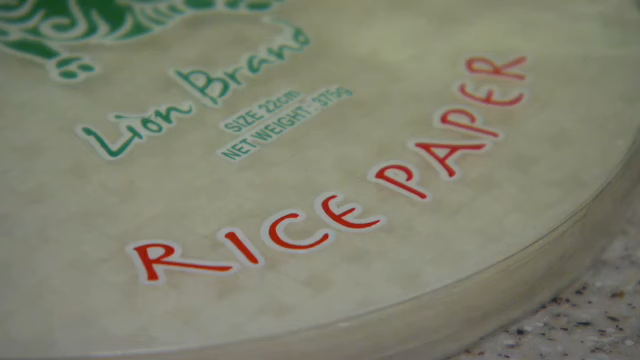 Lion Brand
SIZE 22cm
NET WEIGHT: 375g
RICE PAPER